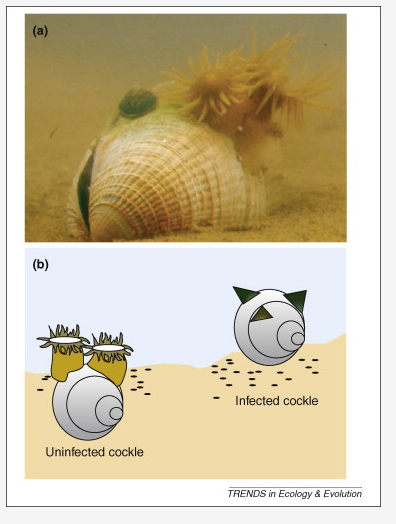 (a)
(b)
Infected cockle
Uninfected cockle
TRENDS in Ecology & Evolution